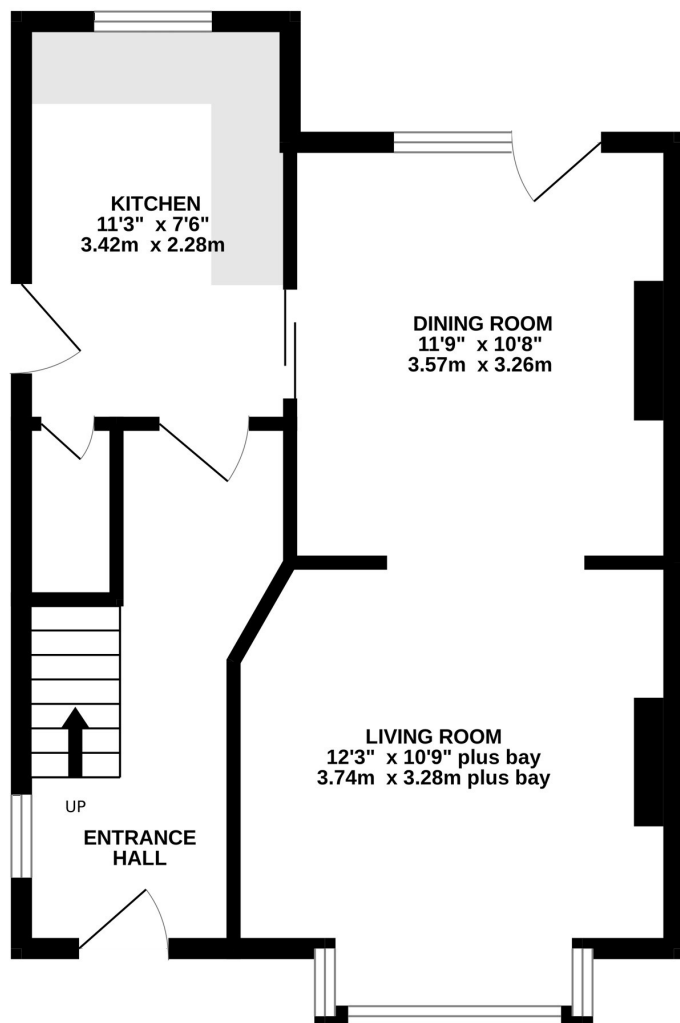 KITCHEN
11'3" x 7'6"
3.42m x 2.28m
DINING ROOM
11'9" x 10'8"
3.57m x 3.26m
LIVING ROOM
12'3" x 10'9" plus bay
3.74m x 3.28m plus bay
UP
ENTRANCE
HALL